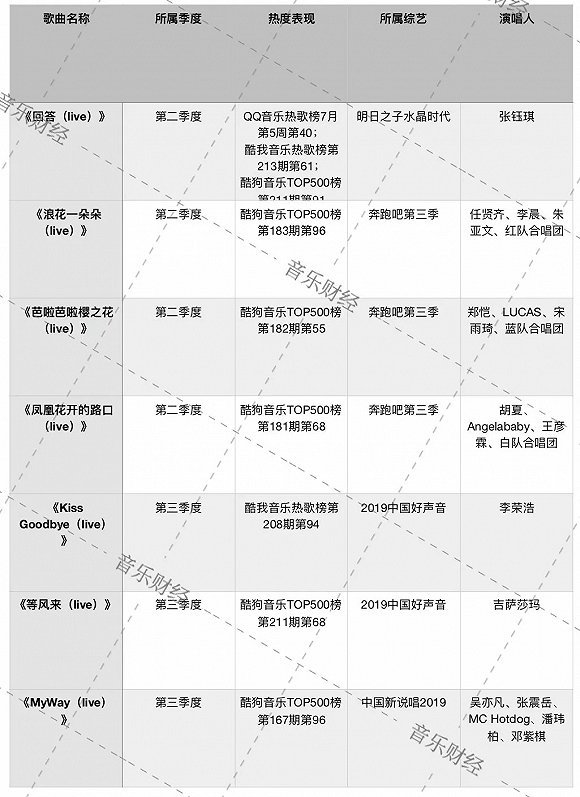 歌曲名称 所属季度 热度表现 所属综艺 演唱人
《回答（live）》 第二季度 QQ音乐热歌榜7月 明日之子水晶时代 张钰琪
第5周第40；
酷我音乐热歌榜第
213期第61；
酷狗音乐TOP500榜
第211期第91
《浪花一朵朵 第二季度 酷狗音乐TOP500榜 奔跑吧第三季 任贤齐、李晨、朱
（live）》 第183期第96 亚文、红队合唱团
《芭啦芭啦樱之花 第二季度 酷狗音乐TOP500榜 奔跑吧第三季 郑恺、LUCAS、宋
（live）》 第182期第55 雨琦、蓝队合唱团
《凤凰花开的路口 第二季度 酷狗音乐TOP500榜 奔跑吧第三季 胡夏、
（live）》 第181期第68 Angelababy、王彦
霖、白队合唱团
《Kiss 第三季度 酷我音乐热歌榜第 2019中国好声音 李荣浩
Goodbye（live） 208期第94
》
《等风来（live）》 第三季度 酷狗音乐TOP500榜 2019中国好声音 吉萨莎玛
第211期第68
《MyWay（live） 第三季度 酷狗音乐TOP500榜 中国新说唱2019 吴亦凡、张震岳、
》 第167期第96 MC Hotdog、潘玮
柏、邓紫棋
音乐财经
音乐财经
音乐财经
音乐财经